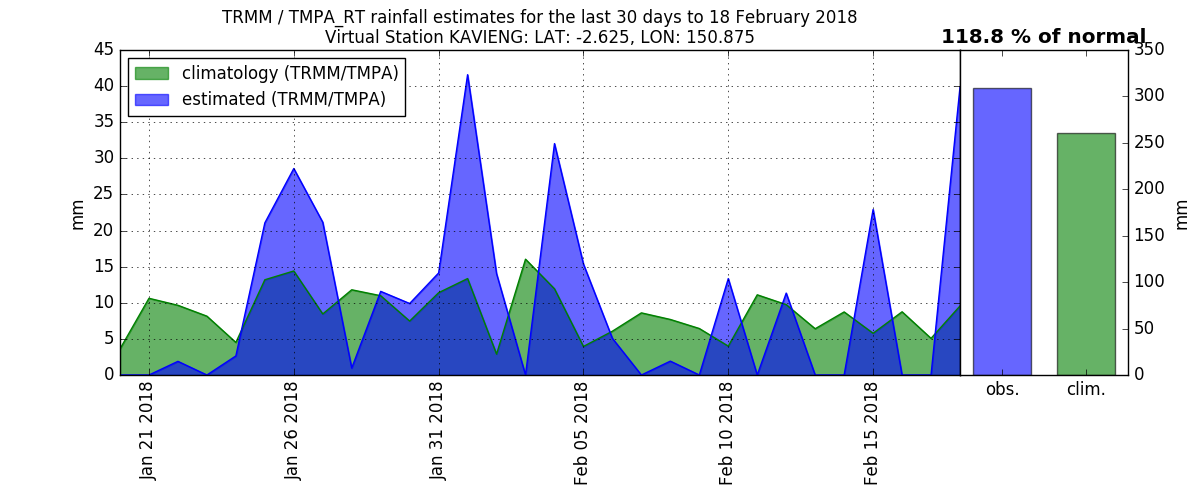 TRMM / TMPA_RT rainfall estimates for the last 30 days to 18 February 2018
Virtual Station KAVIENG: LAT: -2.625, LON: 150.875
118.8 % of normal
climatology (TRMM/TMPA)
estimated (TRMM/TMPA)
mm
45
40
35
30
25
20
15
10
5
0
Jan 21 2018
Jan 26 2018
Jan 31 2018
Feb 05 2018
Feb 10 2018
Feb 15 2018
obs.
clim.
350
300
250
200
150
100
50
0
mm